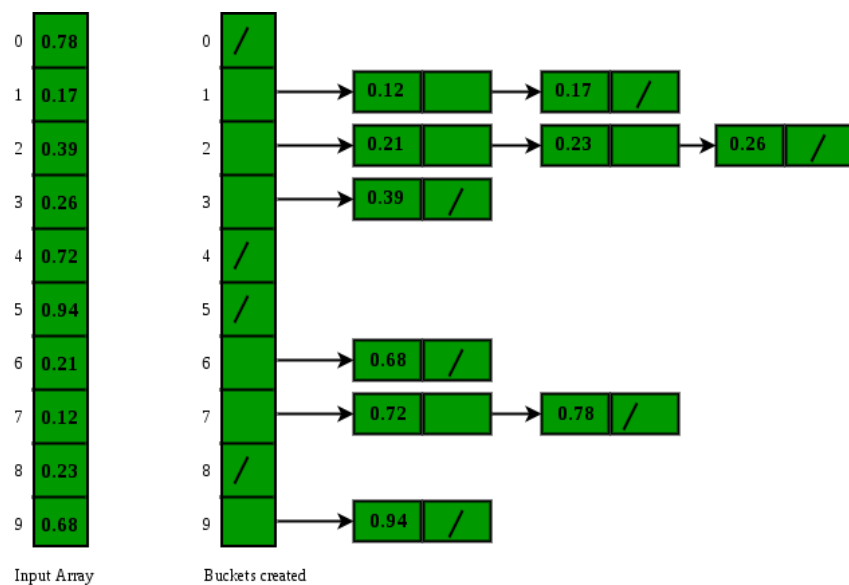 0 0.78 0 /
1 0.17 1 0.12 0.17 /
2 0.39 2 0.21 0.23 0.26 /
3 0.26 3 0.39 /
4 0.72 4 /
5 0.94 5 /
6 0.21 6 0.68 /
7 0.12 7 0.72 0.78 /
8 0.23 8 /
9 0.68 9 0.94 /
Input Array Buckets created